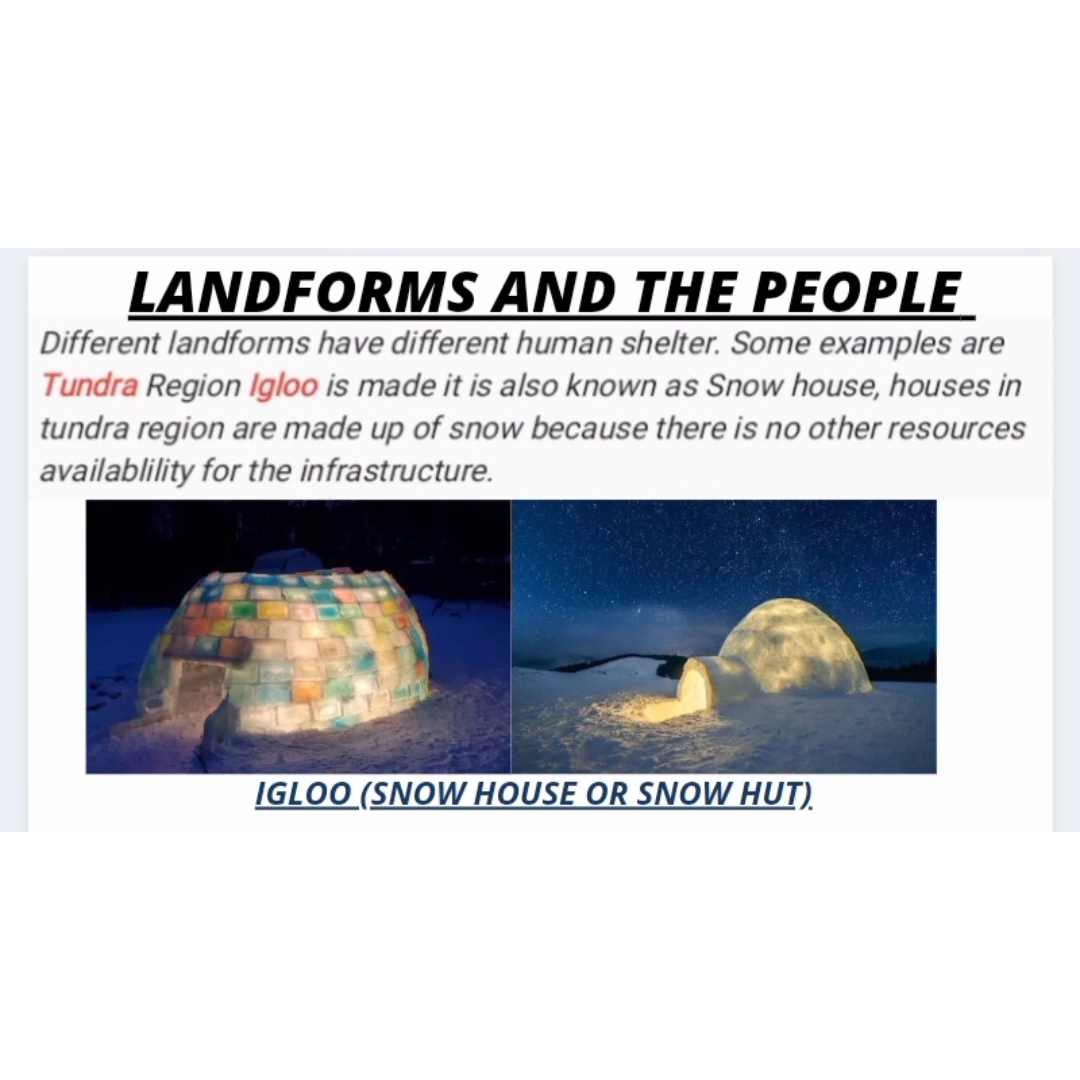 LANDFORMS AND THE PEOPLE
Different landforms have different human shelter. Some examples are
Tundra Region Igloo is made it is also known as Snow house, houses in
tundra region are made up of snow because there is no other resources
availablility for the infrastructure.
IGLOO (SNOW HOUSE OR SNOW HUT)